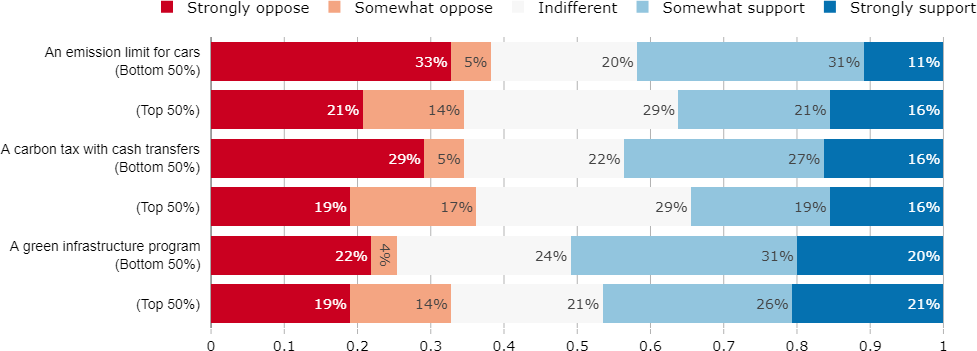 Strongly oppose Somewhat oppose Indifferent Somewhat support Strongly support
An emission limit for cars
(Bottom 50%)
33% 5% 20% 31% 11%
(Top 50%)
21% 14% 29% 21% 16%
A carbon tax with cash transfers
(Bottom 50%)
29% 5% 22% 27% 16%
(Top 50%)
19% 17% 29% 19% 16%
A green infrastructure program
(Bottom 50%)
22% 4% 24% 31% 20%
(Top 50%)
19% 14% 21% 26% 21%
0 0.1 0.2 0.3 0.4 0.5 0.6 0.7 0.8 0.9 1